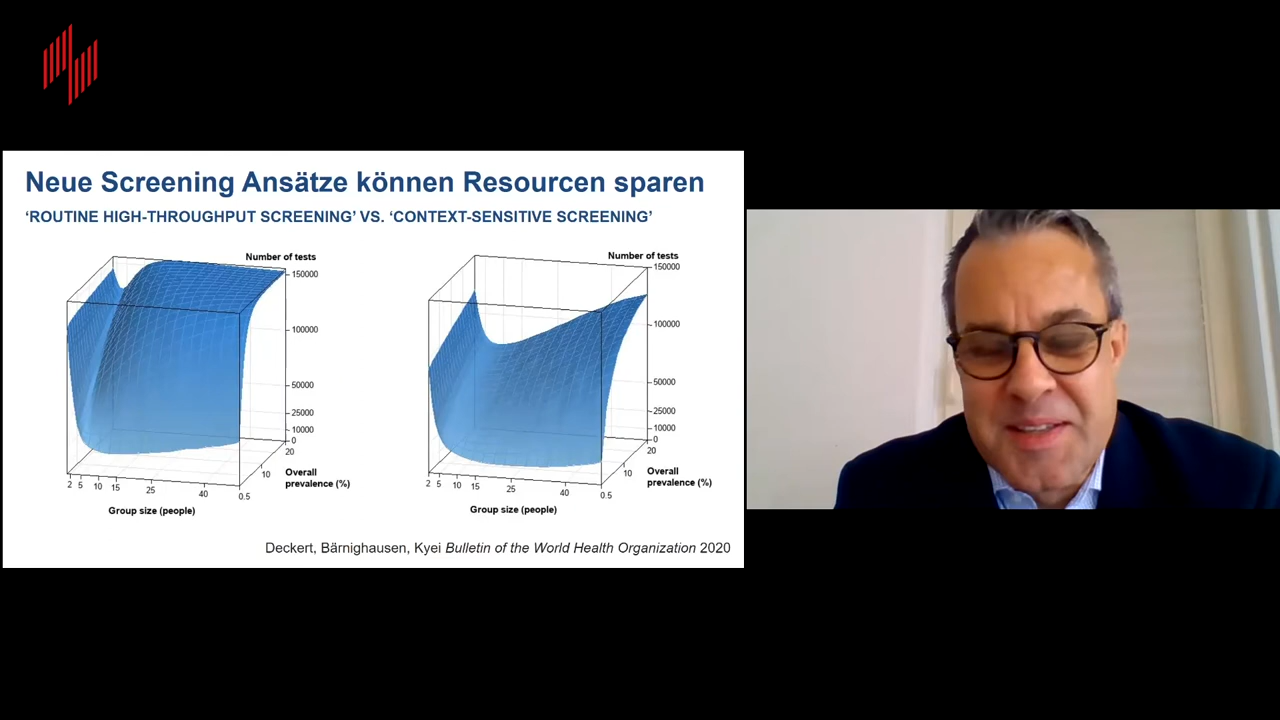 Neue Screening Ansätze können Resourcen sparen
‘ROUTINE HIGH-THROUGHPUT SCREENING’ VS. ‘CONTEXT-SENSITIVE SCREENING’
Number of tests
150000
100000
50000
25000
10000
0
20
10
0.5
Overall
prevalence (%)
2 5 10 15 25 40
Group size (people)
Number of tests
150000
100000
50000
25000
10000
0
20
10
0.5
Overall
prevalence (%)
2 5 10 15 25 40
Group size (people)
Deckert, Bärnighausen, Kyei Bulletin of the World Health Organization 2020